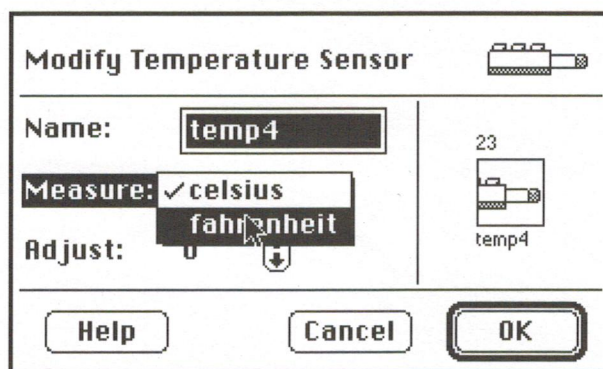 Modify Temperature Sensor
Name: temp4
Measure: ✓celsius
fahrenheit
Adjust: 0
23
temp4
Help Cancel OK